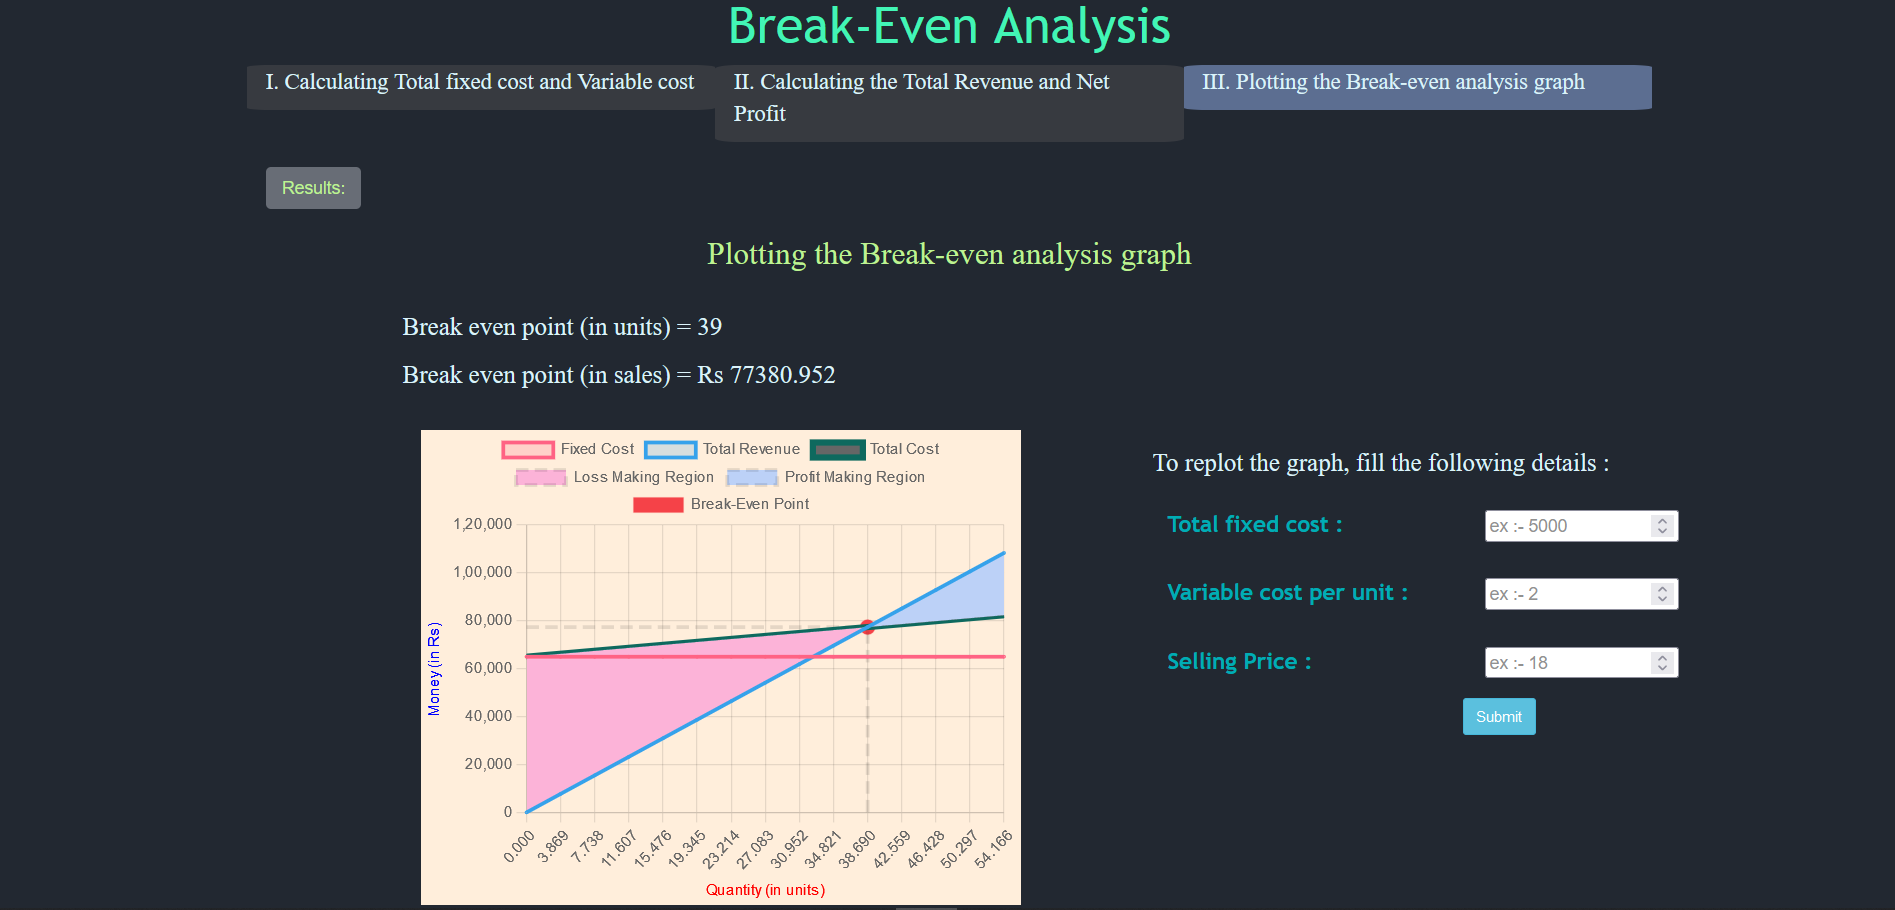 Break-Even Analysis
I. Calculating Total fixed cost and Variable cost
II. Calculating the Total Revenue and Net
Profit
III. Plotting the Break-even analysis graph
Results:
Plotting the Break-even analysis graph
Break even point (in units) = 39
Break even point (in sales) = Rs 77380.952
Fixed Cost Total Revenue Total Cost
Loss Making Region Profit Making Region
Break-Even Point
1,20,000
1,00,000
80,000
60,000
40,000
20,000
0
Money (in Rs)
0.000 3.869 7.738 11.607 15.476 19.345 23.214 27.083 30.952 34.821 38.690 42.559 46.428 50.297 54.166
Quantity (in units)
To replot the graph, fill the following details :
Total fixed cost : ex :- 5000
Variable cost per unit : ex :- 2
Selling Price : ex :- 18
Submit